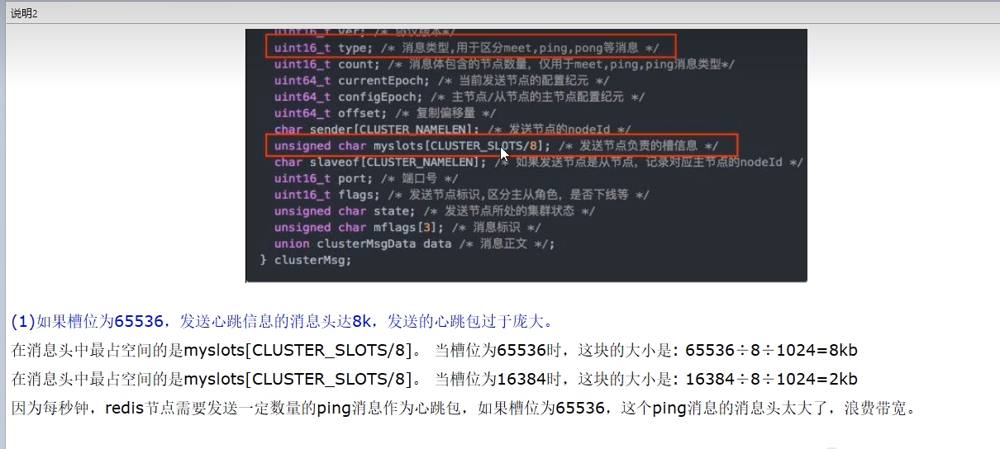 说明2
uint16_t ver; /* 协议版本*/
uint16_t type; /* 消息类型,用于区分meet,ping,pong等消息 */
uint16_t count; /* 消息体包含的节点数量，仅用于meet,ping,ping消息类型*/
uint64_t currentEpoch; /* 当前发送节点的配置纪元 */
uint64_t configEpoch; /* 主节点/从节点的主节点配置纪元 */
uint64_t offset; /* 复制偏移量 */
char sender[CLUSTER_NAMELEN]; /* 发送节点的nodeId */
unsigned char myslots[CLUSTER_SLOTS/8]; /* 发送节点负责的槽信息 */
char slaveof[CLUSTER_NAMELEN]; /* 如果发送节点是从节点，记录对应主节点的nodeId */
uint16_t port; /* 端口号 */
uint16_t flags; /* 发送节点标识,区分主从角色，是否下线等 */
unsigned char state; /* 发送节点所处的集群状态 */
unsigned char mflags[3]; /* 消息标识 */
union clusterMsgData data /* 消息正文 */;
} clusterMsg;
(1)如果槽位为65536，发送心跳信息的消息头达8k，发送的心跳包过于庞大。
在消息头中最占空间的是myslots[CLUSTER_SLOTS/8]。 当槽位为65536时，这块的大小是: 65536÷8÷1024=8kb
在消息头中最占空间的是myslots[CLUSTER_SLOTS/8]。 当槽位为16384时，这块的大小是: 16384÷8÷1024=2kb
因为每秒钟，redis节点需要发送一定数量的ping消息作为心跳包，如果槽位为65536，这个ping消息的消息头太大了，浪费带宽。